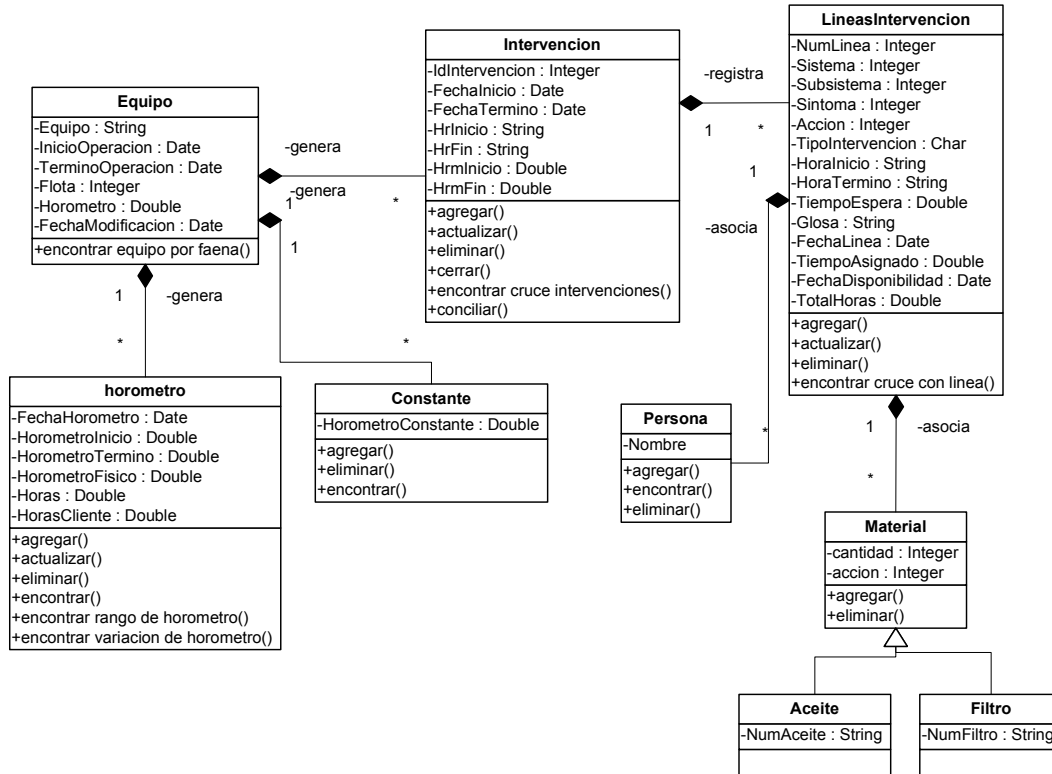 Equipo
-Equipo : String
-InicioOperacion : Date
-TerminoOperacion : Date
-Flota : Integer
-Horometro : Double
-FechaModificacion : Date
+encontrar equipo por faena()
-genera
1
*
-genera
1
*
1
-genera
*
Intervencion
-IdIntervencion : Integer
-FechaInicio : Date
-FechaTermino : Date
-HrInicio : String
-HrFin : String
-HrmInicio : Double
-HrmFin : Double
+agregar()
+actualizar()
+eliminar()
+cerrar()
+encontrar cruce intervenciones()
+conciliar()
-registra
1
*
LineasIntervencion
-NumLinea : Integer
-Sistema : Integer
-Subsistema : Integer
-Sintoma : Integer
-Accion : Integer
-TipoIntervencion : Char
-HoraInicio : String
-HoraTermino : String
-TiempoEspera : Double
-Glosa : String
-FechaLinea : Date
-TiempoAsignado : Double
-FechaDisponibilidad : Date
-TotalHoras : Double
+agregar()
+actualizar()
+eliminar()
+encontrar cruce con linea()
1
-asocia
*
1
-asocia
*
horometro
-FechaHorometro : Date
-HorometroInicio : Double
-HorometroTermino : Double
-HorometroFisico : Double
-Horas : Double
-HorasCliente : Double
+agregar()
+actualizar()
+eliminar()
+encontrar()
+encontrar rango de horometro()
+encontrar variacion de horometro()
Constante
-HorometroConstante : Double
+agregar()
+eliminar()
+encontrar()
Persona
-Nombre
+agregar()
+encontrar()
+eliminar()
Material
-cantidad : Integer
-accion : Integer
+agregar()
+eliminar()
Aceite
-NumAceite : String
Filtro
-NumFiltro : String